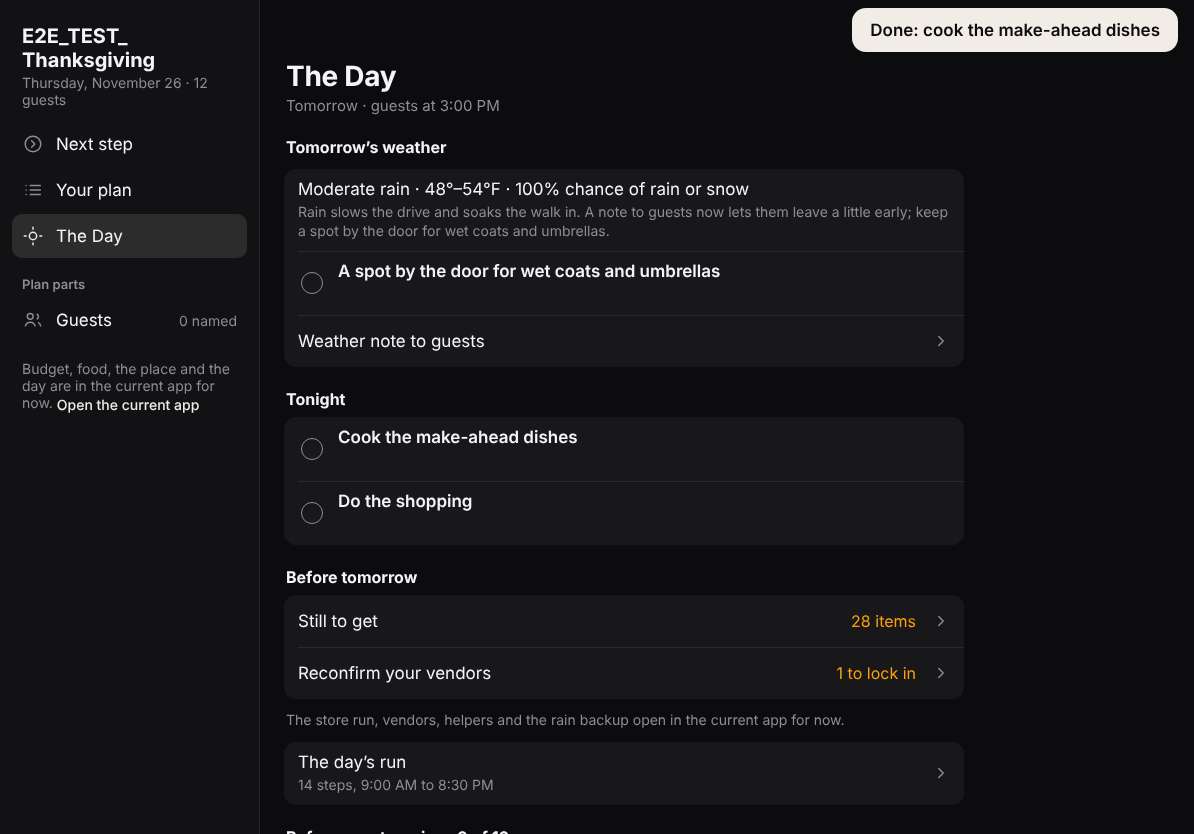 E2E_TEST_
Thanksgiving
Thursday, November 26 · 12
guests
Next step
Your plan
The Day
Plan parts
Guests 0 named
Budget, food, the place and the
day are in the current app for
now. Open the current app
Done: cook the make-ahead dishes
The Day
Tomorrow · guests at 3:00 PM
Tomorrow’s weather
Moderate rain · 48°–54°F · 100% chance of rain or snow
Rain slows the drive and soaks the walk in. A note to guests now lets them leave a little early; keep
a spot by the door for wet coats and umbrellas.
A spot by the door for wet coats and umbrellas
Weather note to guests
Tonight
Cook the make-ahead dishes
Do the shopping
Before tomorrow
Still to get 28 items
Reconfirm your vendors 1 to lock in
The store run, vendors, helpers and the rain backup open in the current app for now.
The day’s run
14 steps, 9:00 AM to 8:30 PM